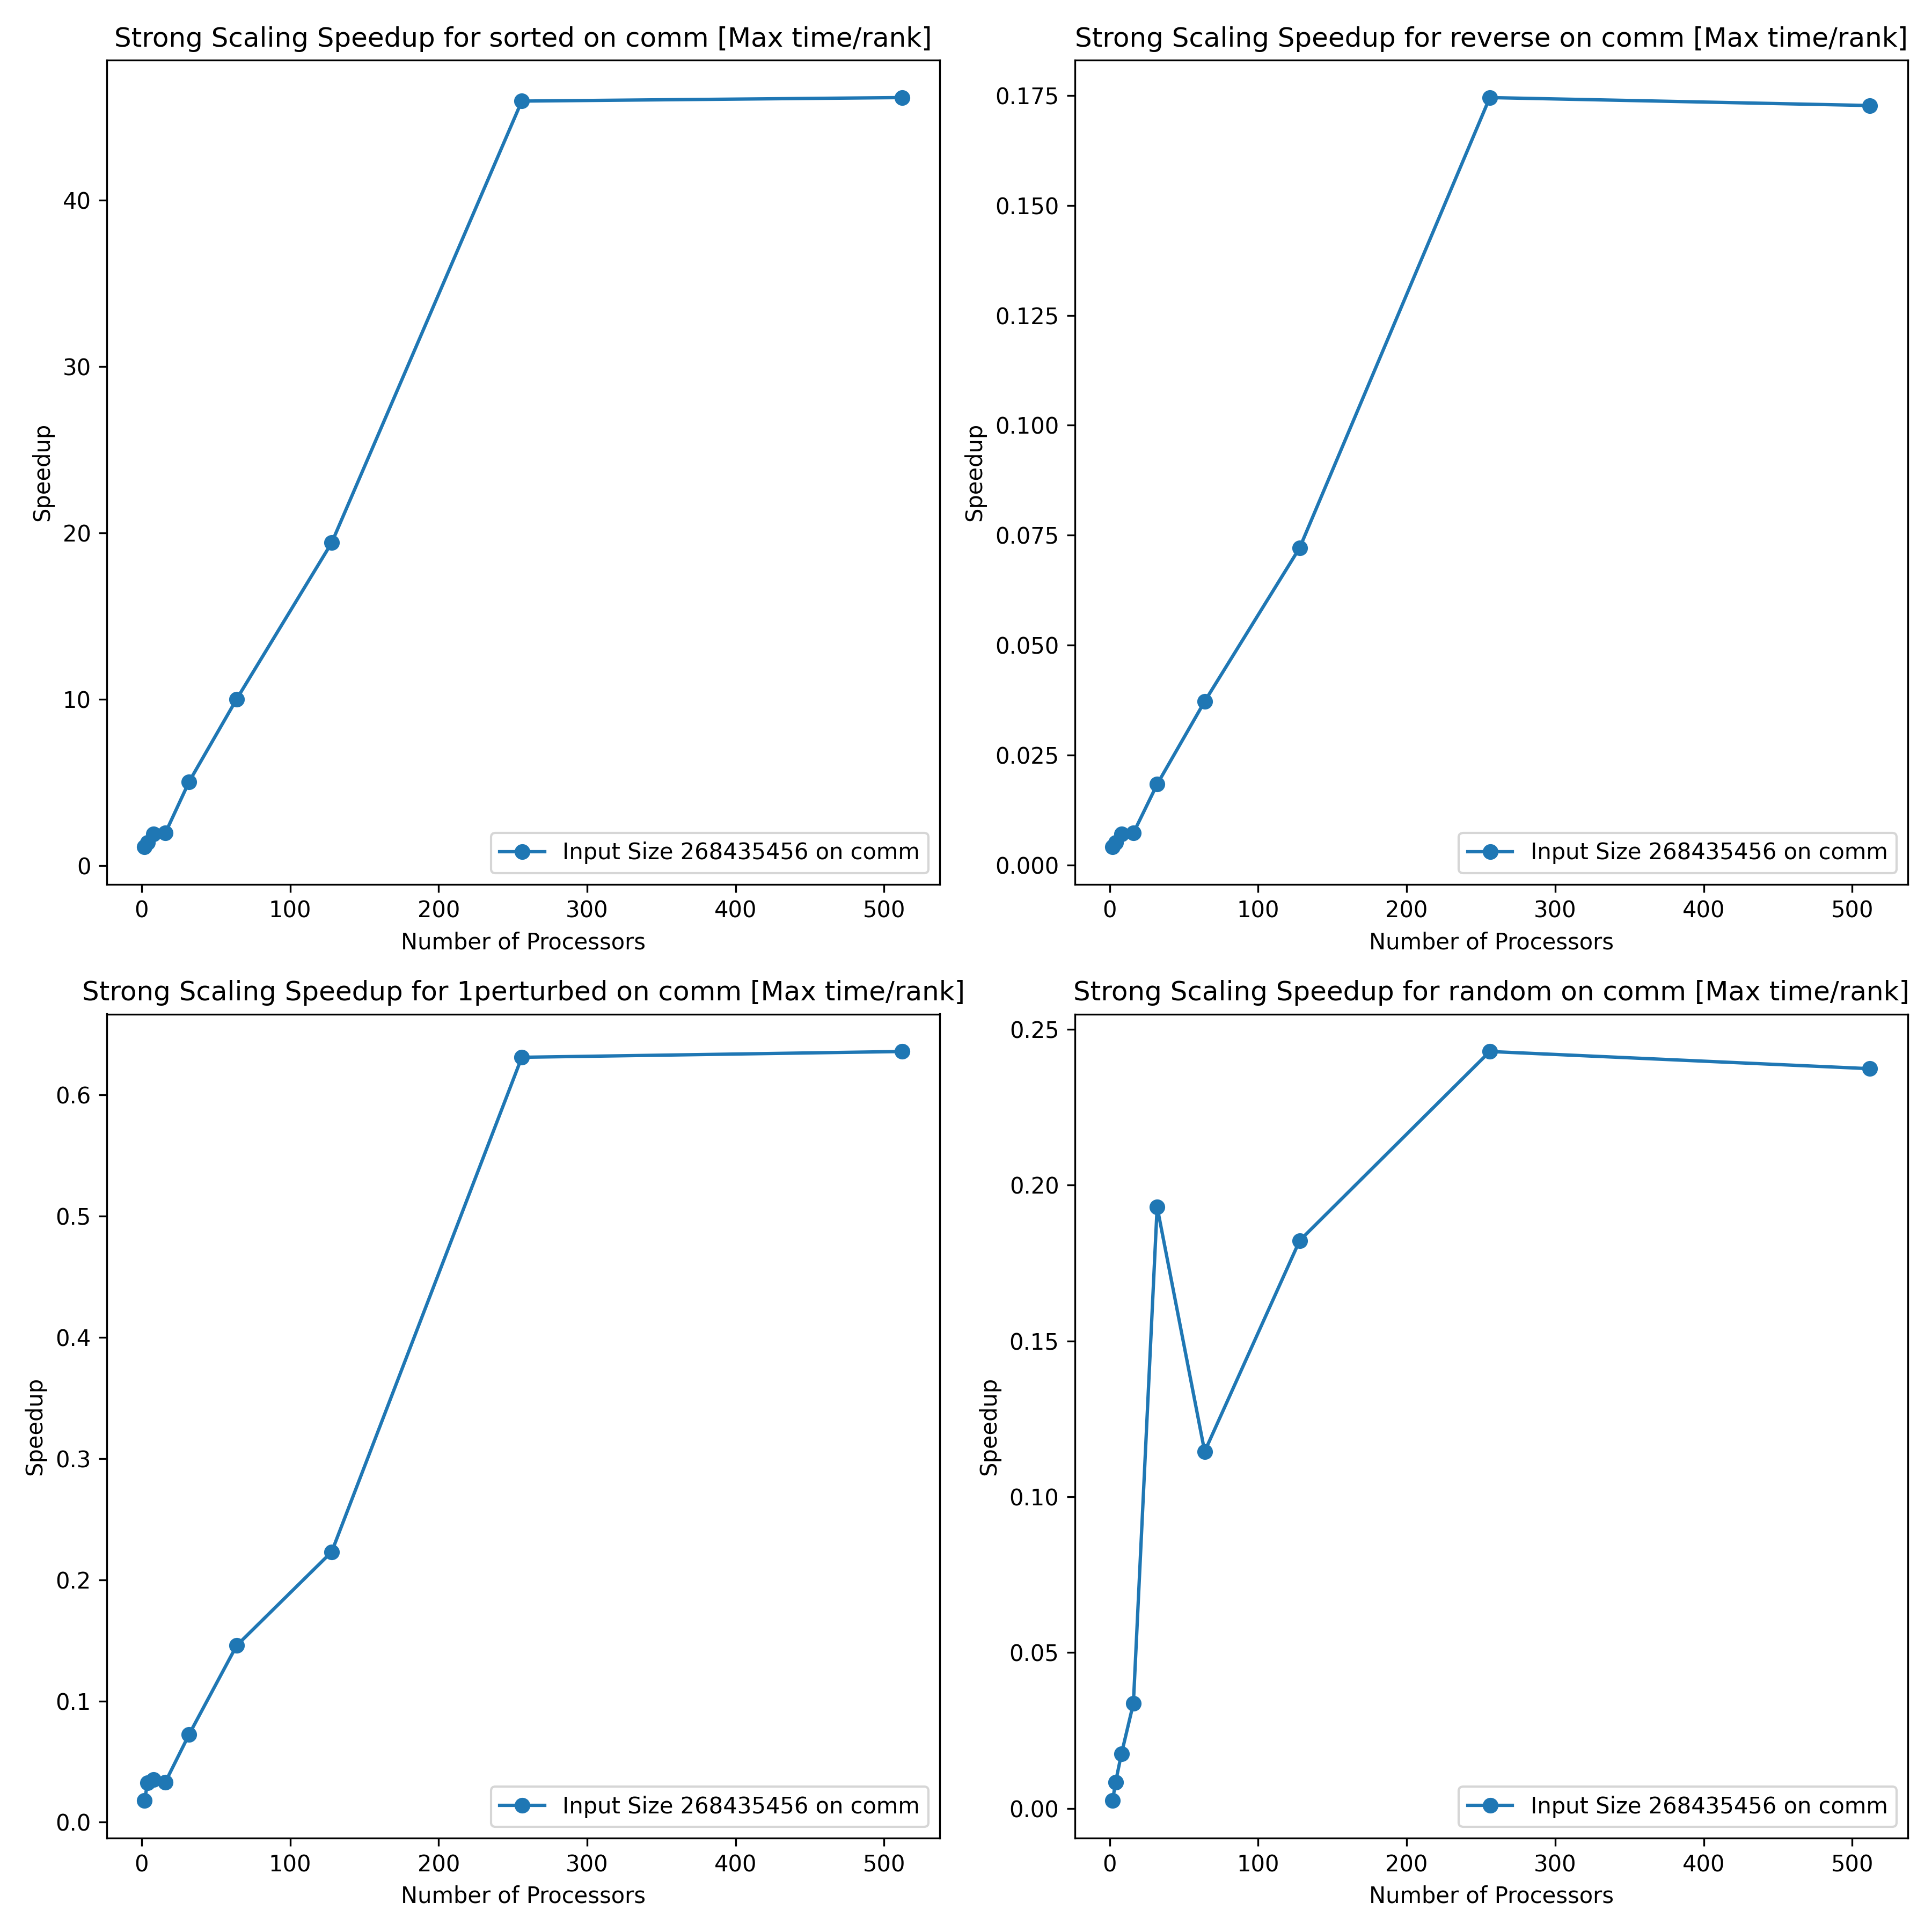 Strong Scaling Speedup for sorted on comm [Max time/rank]
Speedup
40
30
20
10
0
0 100 200 300 400 500
Number of Processors
Input Size 268435456 on comm
Strong Scaling Speedup for reverse on comm [Max time/rank]
Speedup
0.175
0.150
0.125
0.100
0.075
0.050
0.025
0.000
0 100 200 300 400 500
Number of Processors
Input Size 268435456 on comm
Strong Scaling Speedup for 1perturbed on comm [Max time/rank]
Speedup
0.6
0.5
0.4
0.3
0.2
0.1
0.0
0 100 200 300 400 500
Number of Processors
Input Size 268435456 on comm
Strong Scaling Speedup for random on comm [Max time/rank]
Speedup
0.25
0.20
0.15
0.10
0.05
0.00
0 100 200 300 400 500
Number of Processors
Input Size 268435456 on comm